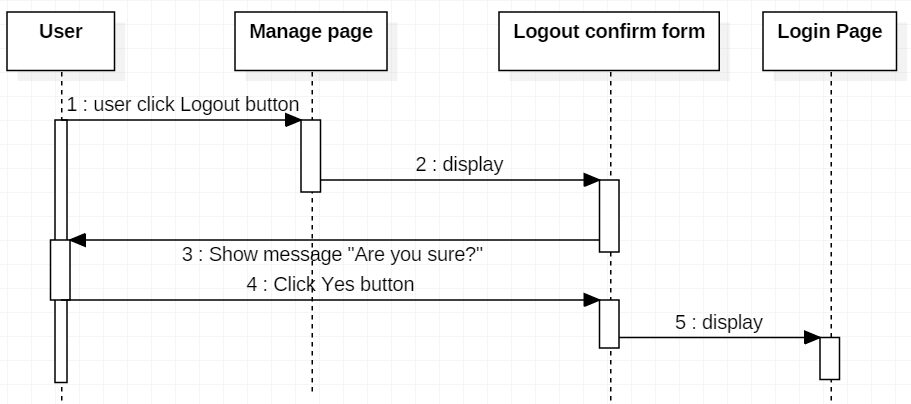 User
Manage page
Logout confirm form
Login Page
1 : user click Logout button
2 : display
3 : Show message "Are you sure?"
4 : Click Yes button
5 : display